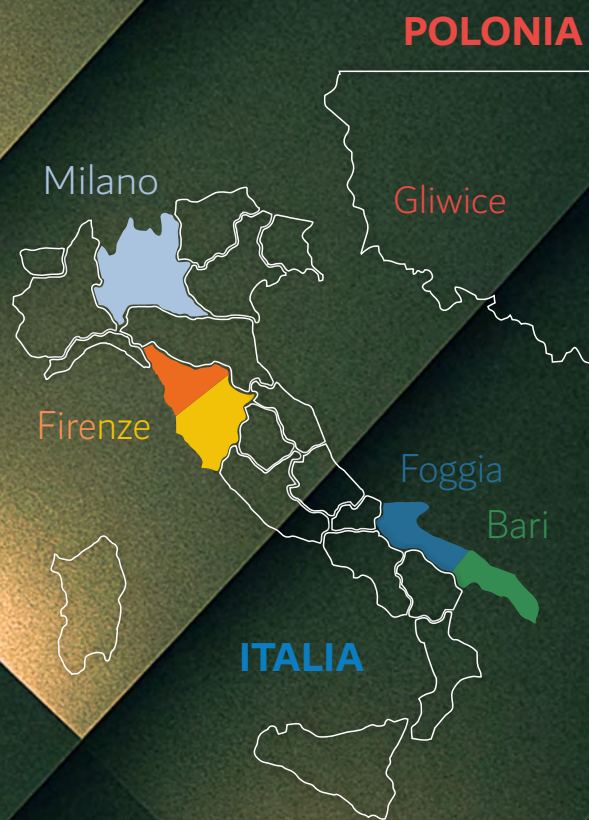 POLONIA
Milano
Gliwice
Firenze
Foggia
Bari
ITALIA